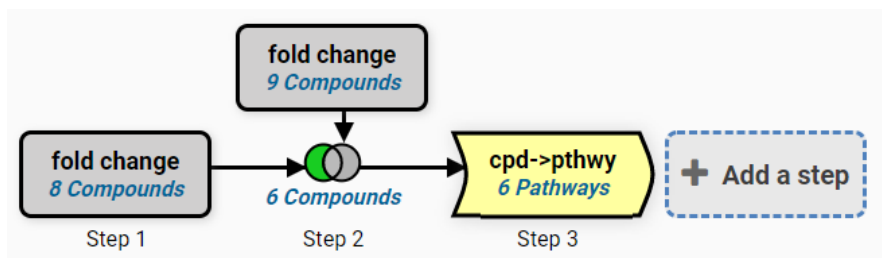 fold change
9 Compounds
fold change
8 Compounds
6 Compounds
cpd->pthwy
6 Pathways
+ Add a step
Step 1
Step 2
Step 3